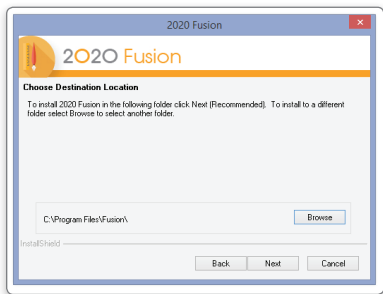 2020 Fusion
2020 Fusion
Choose Destination Location
To install 2020 Fusion in the following folder click Next (Recommended). To install to a different
folder select Browse to select another folder.
C:\Program Files\Fusion\
Browse
InstallShield
Back Next Cancel